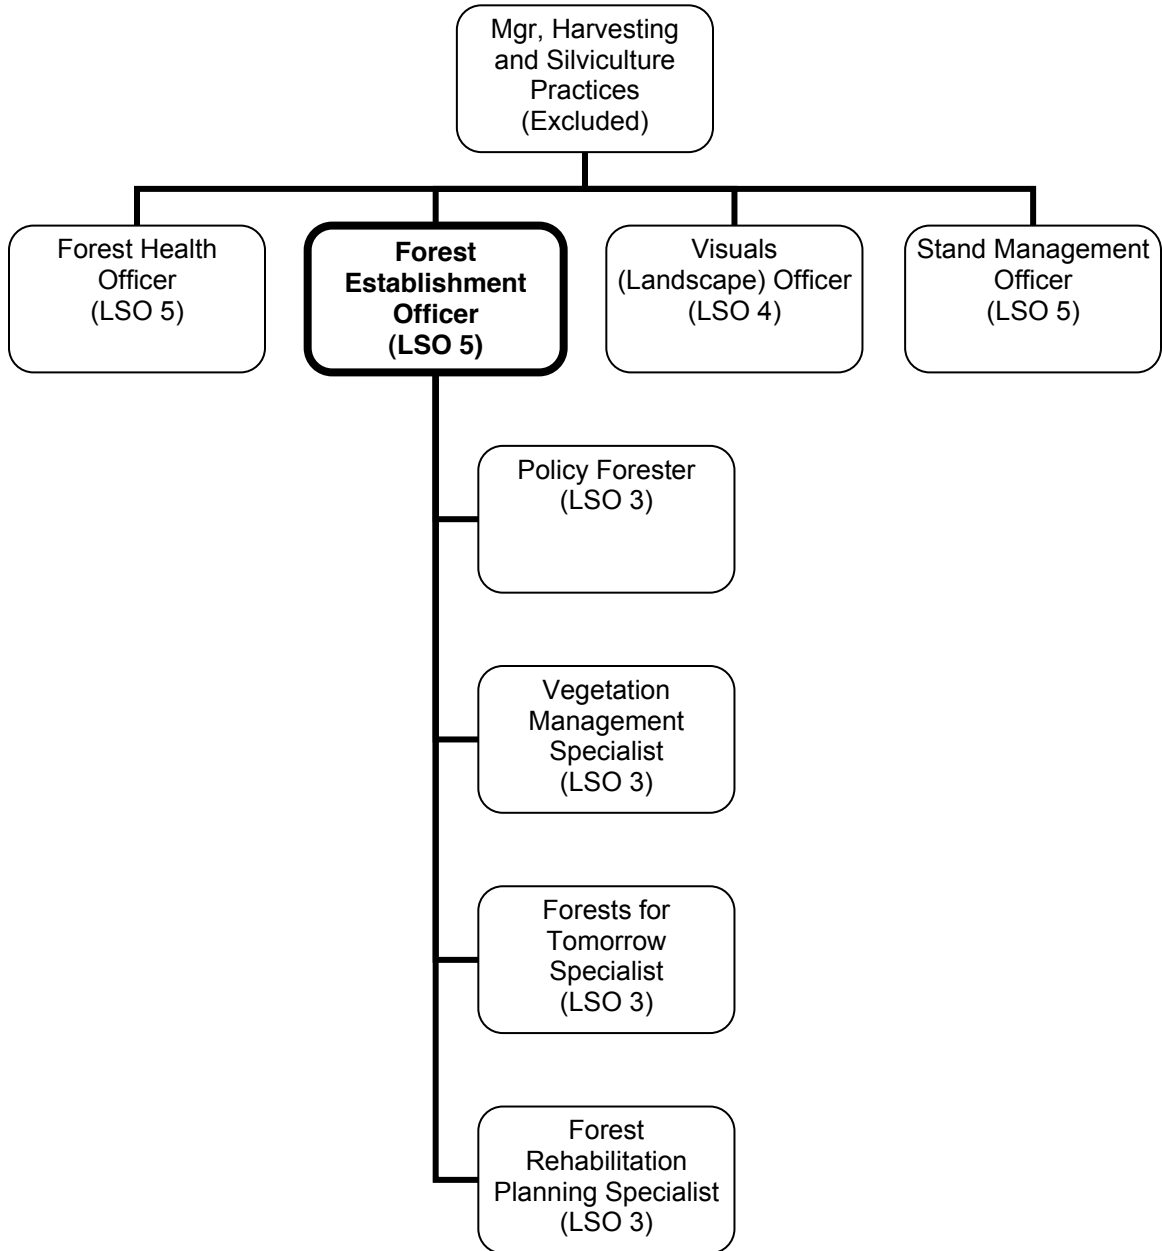 Mgr, Harvesting
and Silviculture
Practices
(Excluded)
Forest Health
Officer
(LSO 5)
Forest
Establishment
Officer
(LSO 5)
Visuals
(Landscape) Officer
(LSO 4)
Stand Management
Officer
(LSO 5)
Policy Forester
(LSO 3)
Vegetation
Management
Specialist
(LSO 3)
Forests for
Tomorrow
Specialist
(LSO 3)
Forest
Rehabilitation
Planning Specialist
(LSO 3)